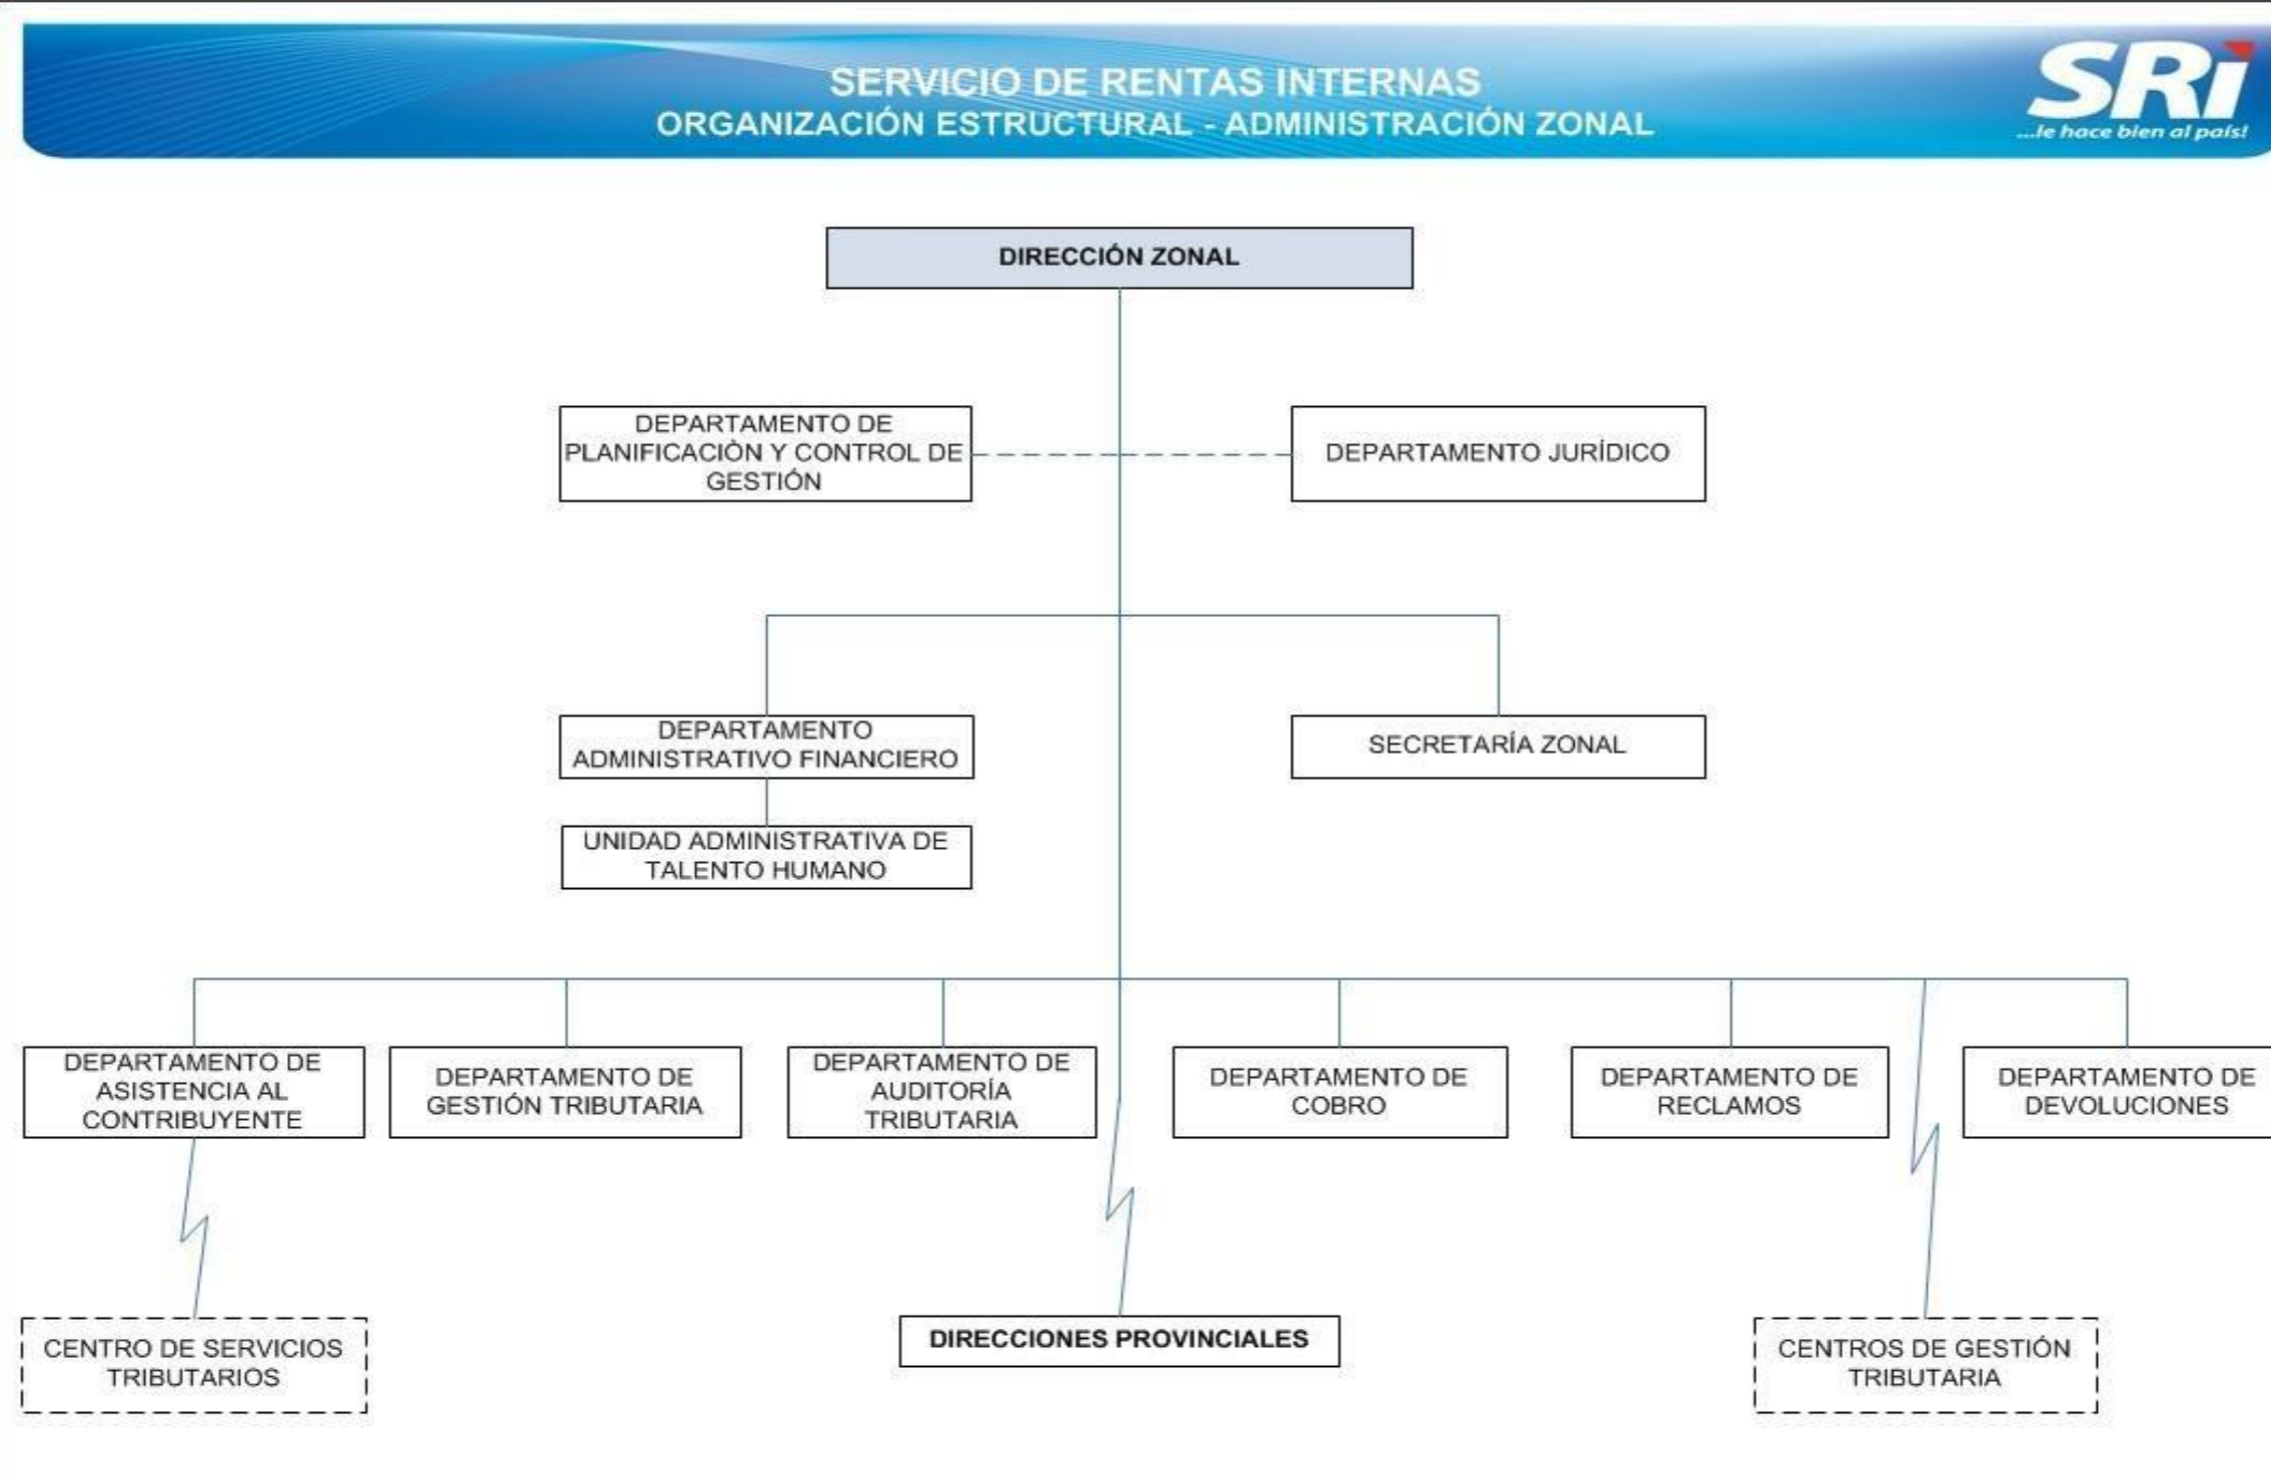 SERVICIO DE RENTAS INTERNAS
ORGANIZACIÓN ESTRUCTURAL - ADMINISTRACIÓN ZONAL
SRi
...le hace bien al país!
DIRECCIÓN ZONAL
DEPARTAMENTO DE
PLANIFICACIÒN Y CONTROL DE
GESTIÓN
DEPARTAMENTO JURÍDICO
DEPARTAMENTO
ADMINISTRATIVO FINANCIERO
SECRETARÍA ZONAL
UNIDAD ADMINISTRATIVA DE
TALENTO HUMANO
DEPARTAMENTO DE
ASISTENCIA AL
CONTRIBUYENTE
DEPARTAMENTO DE
GESTIÓN TRIBUTARIA
DEPARTAMENTO DE
AUDITORÍA
TRIBUTARIA
DEPARTAMENTO DE
COBRO
DEPARTAMENTO DE
RECLAMOS
DEPARTAMENTO DE
DEVOLUCIONES
CENTRO DE SERVICIOS
TRIBUTARIOS
DIRECCIONES PROVINCIALES
CENTROS DE GESTIÓN
TRIBUTARIA